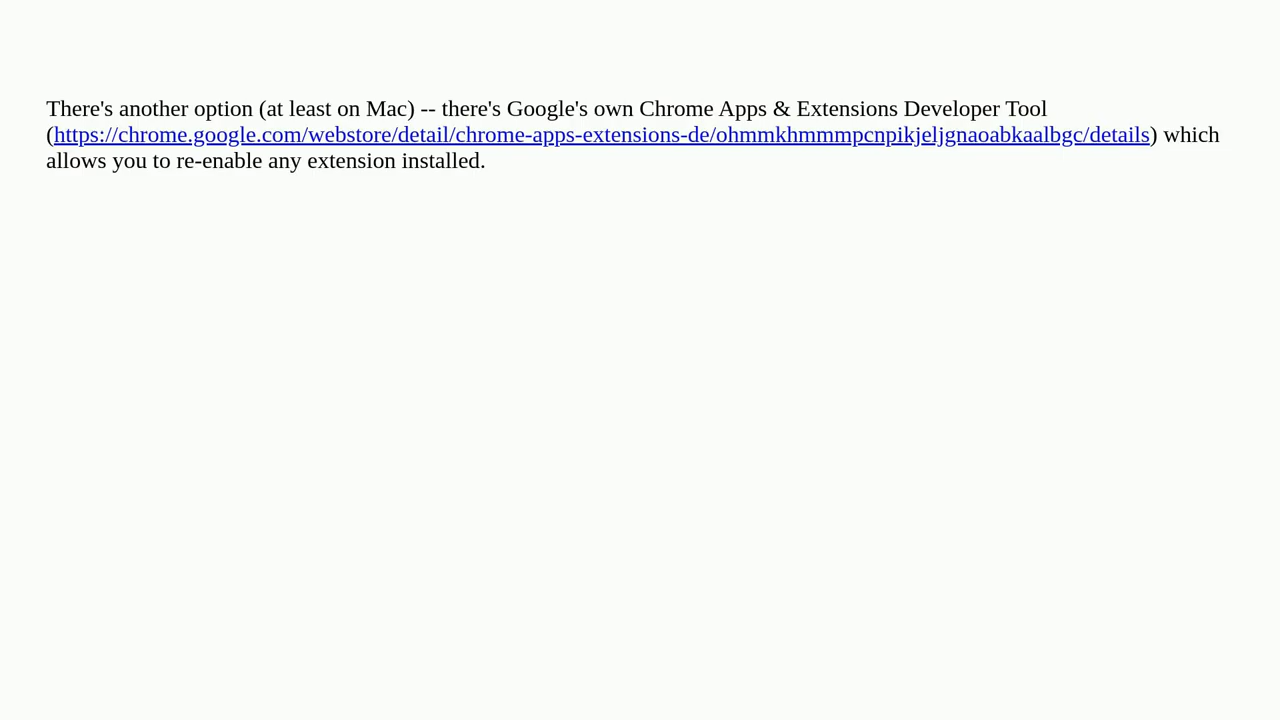 There's another option (at least on Mac) -- there's Google's own Chrome Apps & Extensions Developer Tool
(https://chrome.google.com/webstore/detail/chrome-apps-extensions-de/ohmmkhmmmpcnpikjeljgnaoabkaalbgc/details) which
allows you to re-enable any extension installed.